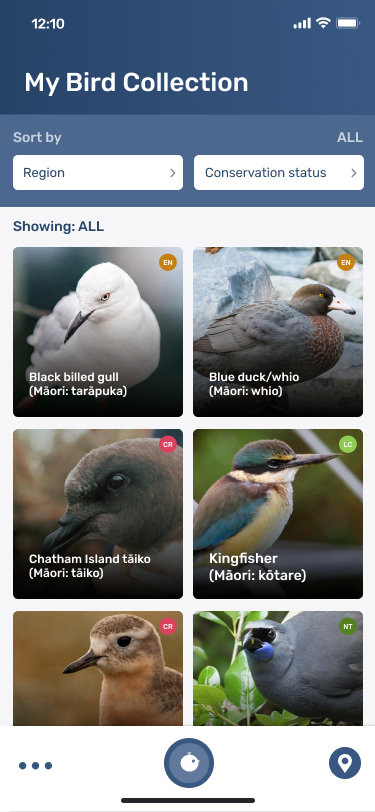 12:10
My Bird Collection
Sort by
ALL
Region
Conservation status
Showing: ALL
EN
EN
Black billed gull
(Māori: tarāpuka)
Blue duck/whio
(Māori: whio)
CR
LC
Chatham Island tāiko
(Māori: tāiko)
Kingfisher
(Māori: kōtare)
CR
NT